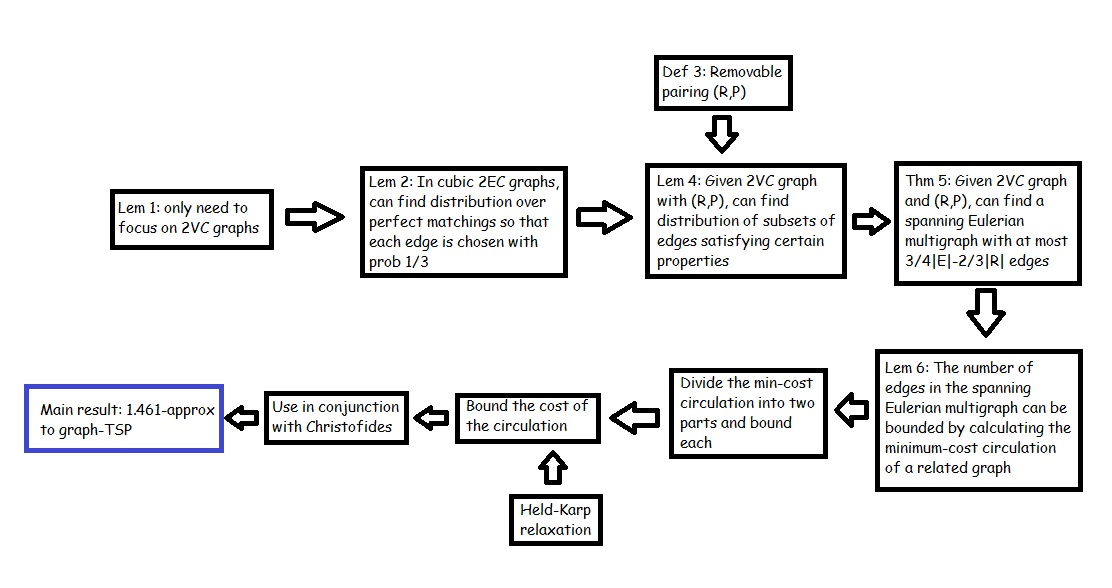 Def 3: Removable
pairing (R,P)
Lem 1: only need to
focus on 2VC graphs
Lem 2: In cubic 2EC graphs,
can find distribution over
perfect matchings so that
each edge is chosen with
prob 1/3
Lem 4: Given 2VC graph
with (R,P), can find
distribution of subsets of
edges satisfying certain
properties
Thm 5: Given 2VC graph
and (R,P), can find a
spanning Eulerian
multigraph with at most
3/4|E|-2/3|R| edges
Lem 6: The number of
edges in the spanning
Eulerian multigraph can be
bounded by calculating the
minimum-cost circulation
of a related graph
Divide the min-cost
circulation into two
parts and bound
each
Bound the cost of
the circulation
Held-Karp
relaxation
Use in conjunction
with Christofides
Main result: 1.461-approx
to graph-TSP